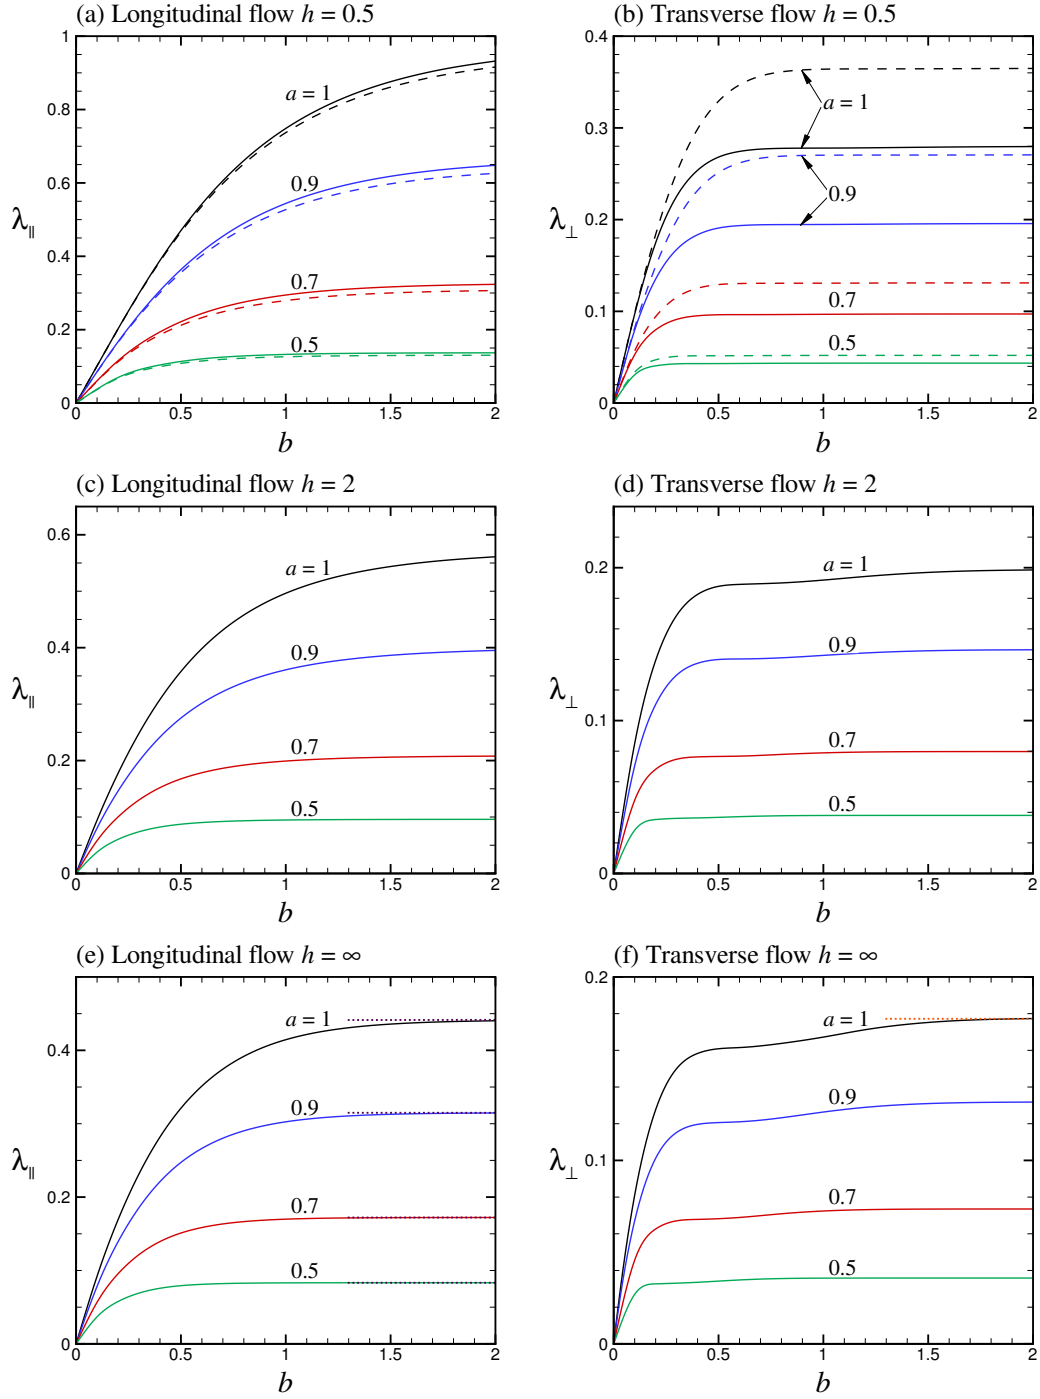 (a) Longitudinal flow h = 0.5
1
0.8
0.6
0.4
0.2
0
λ∥
a = 1
0.9
0.7
0.5
0 0.5 1 1.5 2
b
(b) Transverse flow h = 0.5
0.4
0.3
0.2
0.1
0.0
λ⊥
a = 1
0.9
0.7
0.5
0 0.5 1 1.5 2
b
(c) Longitudinal flow h = 2
0.6
0.4
0.2
0
λ∥
a = 1
0.9
0.7
0.5
0 0.5 1 1.5 2
b
(d) Transverse flow h = 2
0.2
0.1
0
λ⊥
a = 1
0.9
0.7
0.5
0 0.5 1 1.5 2
b
(e) Longitudinal flow h = ∞
0.4
0.2
0
λ∥
a = 1
0.9
0.7
0.5
0 0.5 1 1.5 2
b
(f) Transverse flow h = ∞
0.2
0.1
0
λ⊥
a = 1
0.9
0.7
0.5
0 0.5 1 1.5 2
b